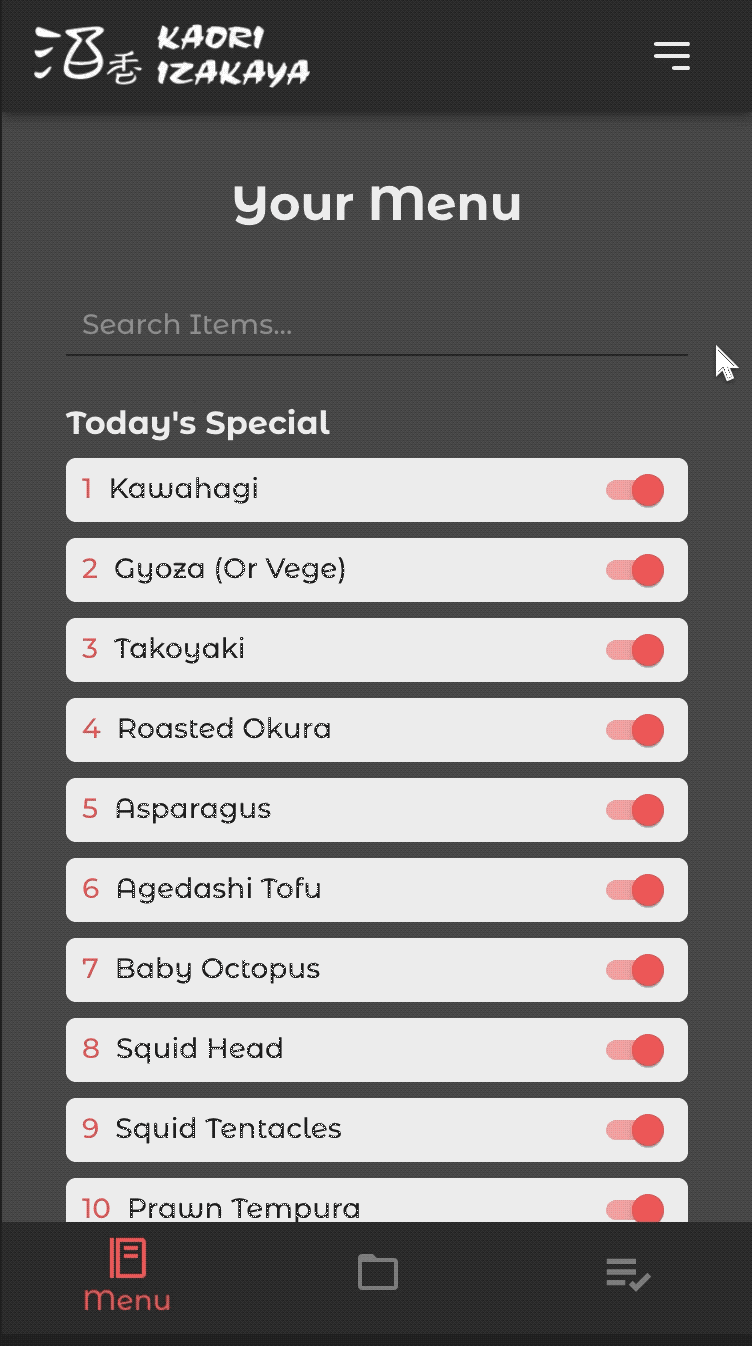 沼香
KAORI
IZAKAYA
Your Menu
Search Items...
Today's Special
1 Kawahagi
2 Gyoza (Or Vege)
3 Takoyaki
4 Roasted Okura
5 Asparagus
6 Agedashi Tofu
7 Baby Octopus
8 Squid Head
9 Squid Tentacles
10 Prawn Tempura
Menu